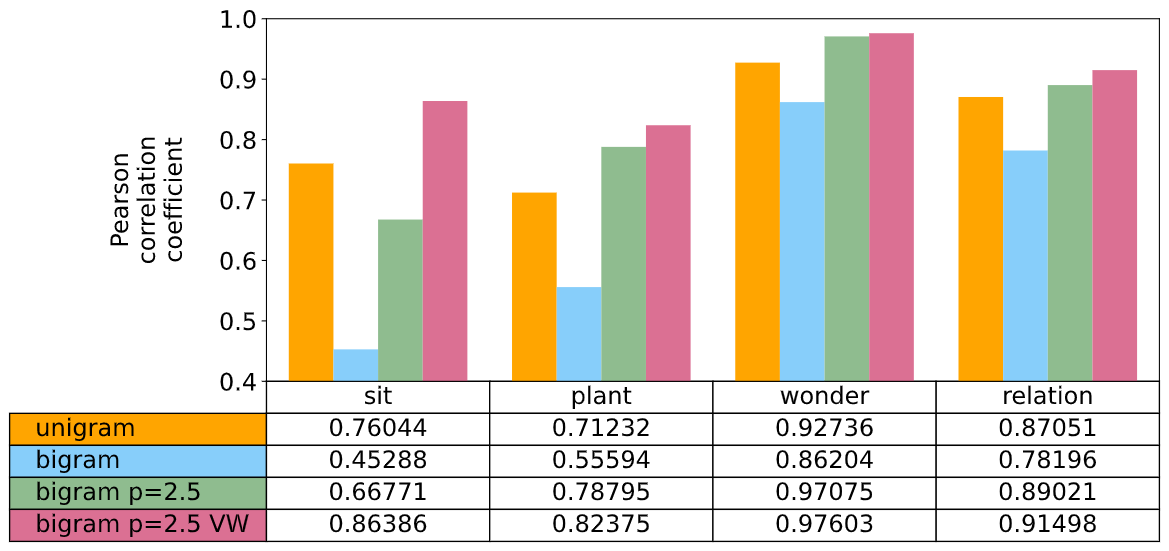 1.0
0.9
0.8
0.7
0.6
0.5
0.4
Pearson
correlation
coefficient
sit plant wonder relation
unigram 0.76044 0.71232 0.92736 0.87051
bigram 0.45288 0.55594 0.86204 0.78196
bigram p=2.5 0.66771 0.78795 0.97075 0.89021
bigram p=2.5 VW 0.86386 0.82375 0.97603 0.91498